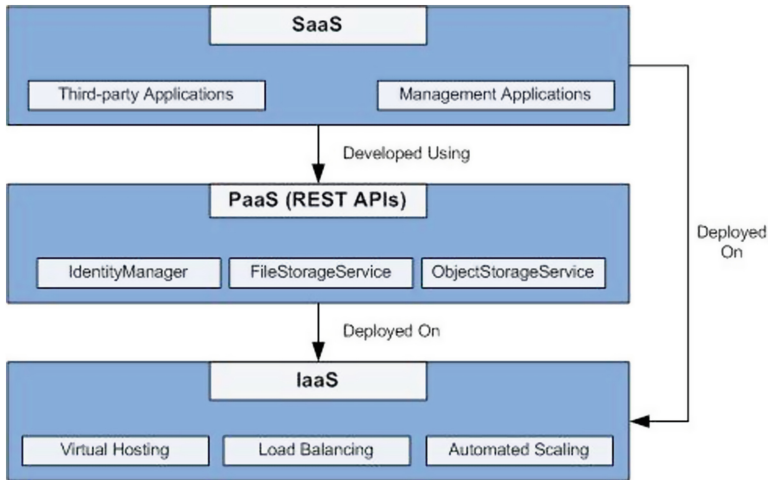 SaaS
Third-party Applications
Management Applications
Developed Using
PaaS (REST APIs)
Deployed
On
IdentityManager
FileStorageService
ObjectStorageService
Deployed On
IaaS
Virtual Hosting
Load Balancing
Automated Scaling